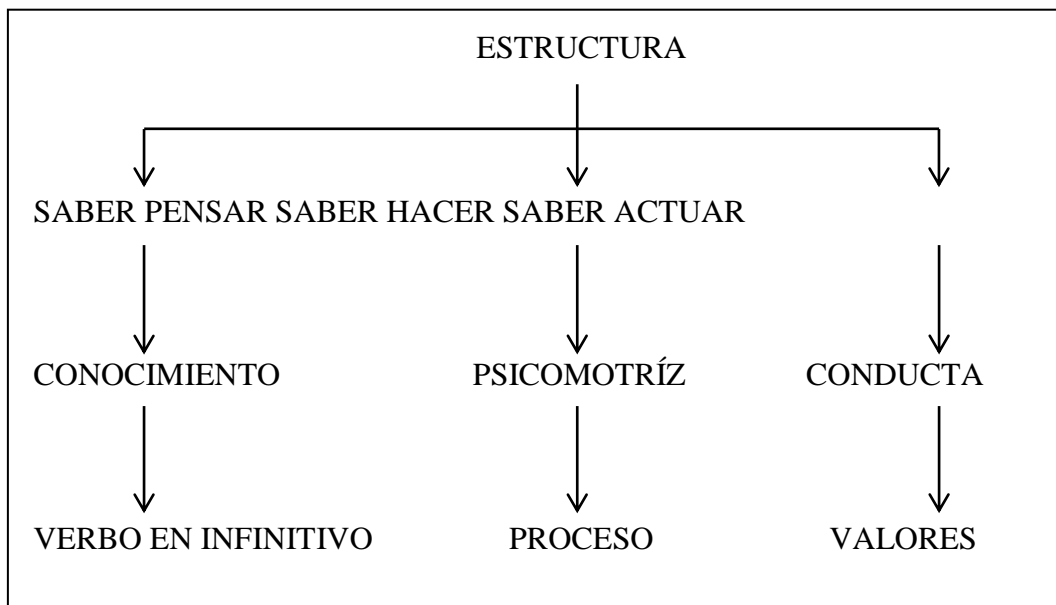 ESTRUCTURA
SABER PENSAR SABER HACER SABER ACTUAR
CONOCIMIENTO PSICOMOTRÍZ CONDUCTA
VERBO EN INFINITIVO PROCESO VALORES